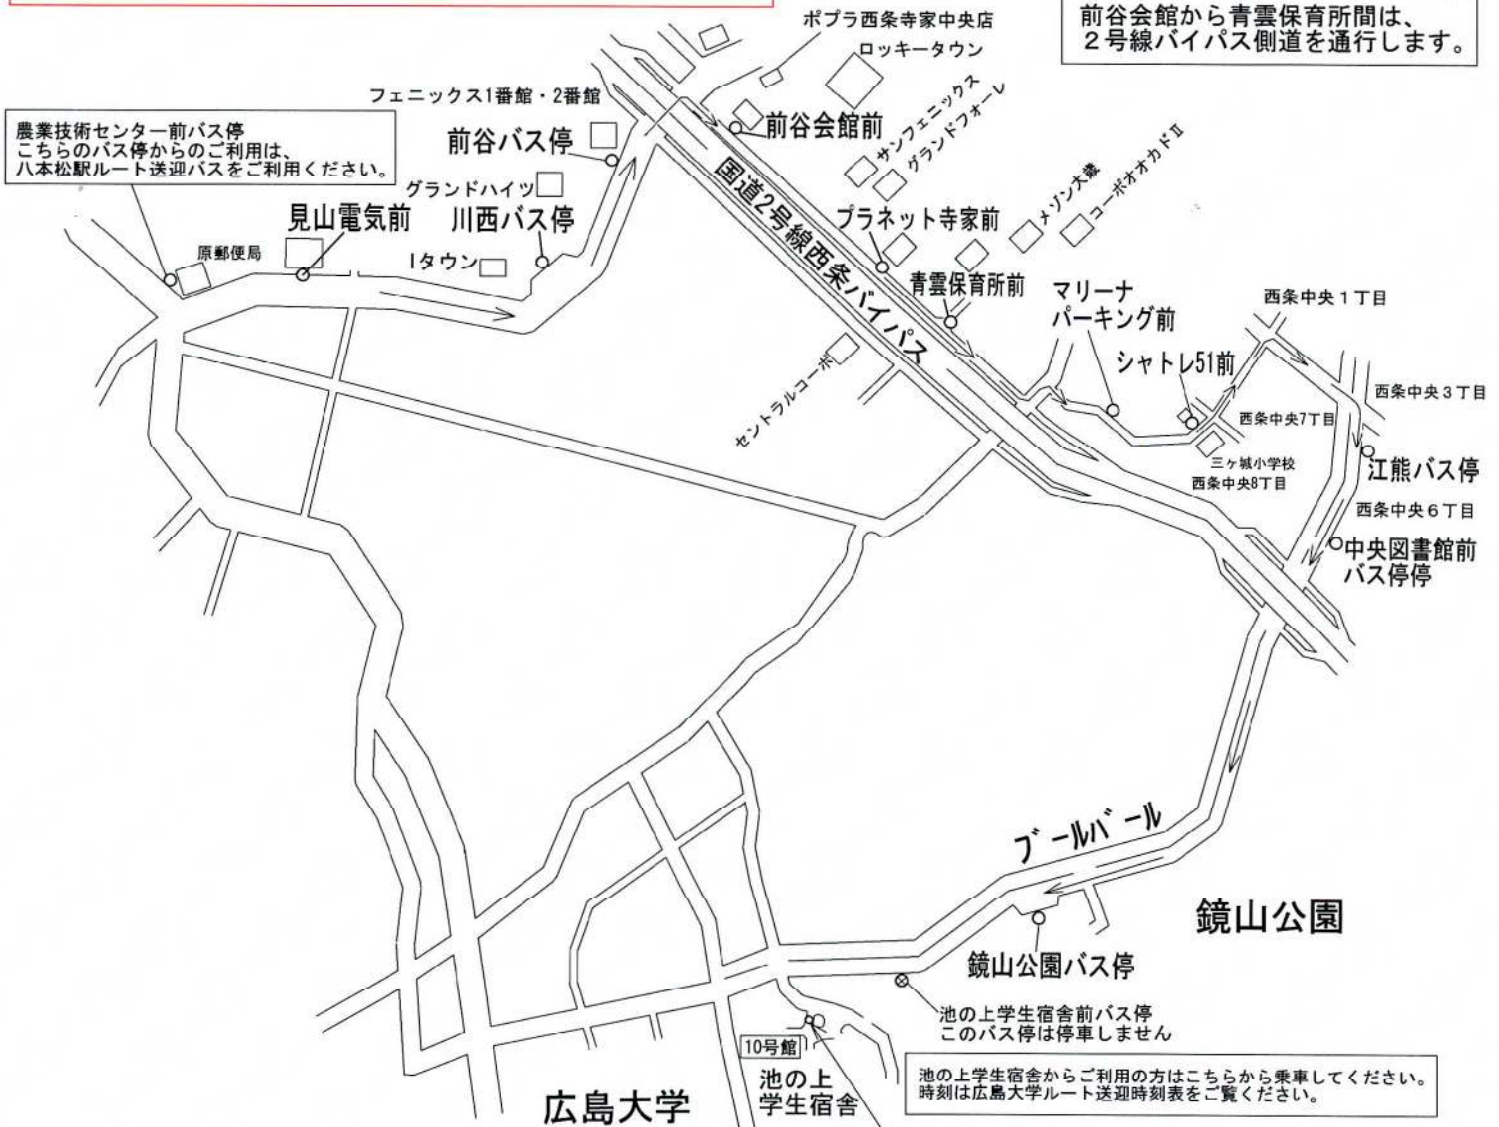 ポプラ西条寺家中央店
ロッキータウン
前谷会館から青雲保育所間は、
２号線バイパス側道を通行します。
フェニックス1番館・2番館
農業技術センター前バス停
こちらのバス停からのご利用は、
八本松駅ルート送迎バスをご利用ください。
前谷バス停
前谷会館前
サンフェニックス
グランドフォーレ
グランドハイツ
国道2号線西条バイパス
メゾン大蔵
コーポオオカドⅡ
見山電気前
川西バス停
プラネット寺家前
原郵便局
Iタウン
青雲保育所前
マリーナ
パーキング前
西条中央１丁目
シャトレ51前
セントラルコーポ
西条中央３丁目
西条中央7丁目
三ヶ城小学校
西条中央8丁目
江熊バス停
西条中央６丁目
中央図書館前
バス停停
ブールバール
鏡山公園
鏡山公園バス停
池の上学生宿舎前バス停
このバス停は停車しません
10号館
池の上
学生宿舎
広島大学
池の上学生宿舎からご利用の方はこちらから乗車してください。
時刻は広島大学ルート送迎時刻表をご覧ください。